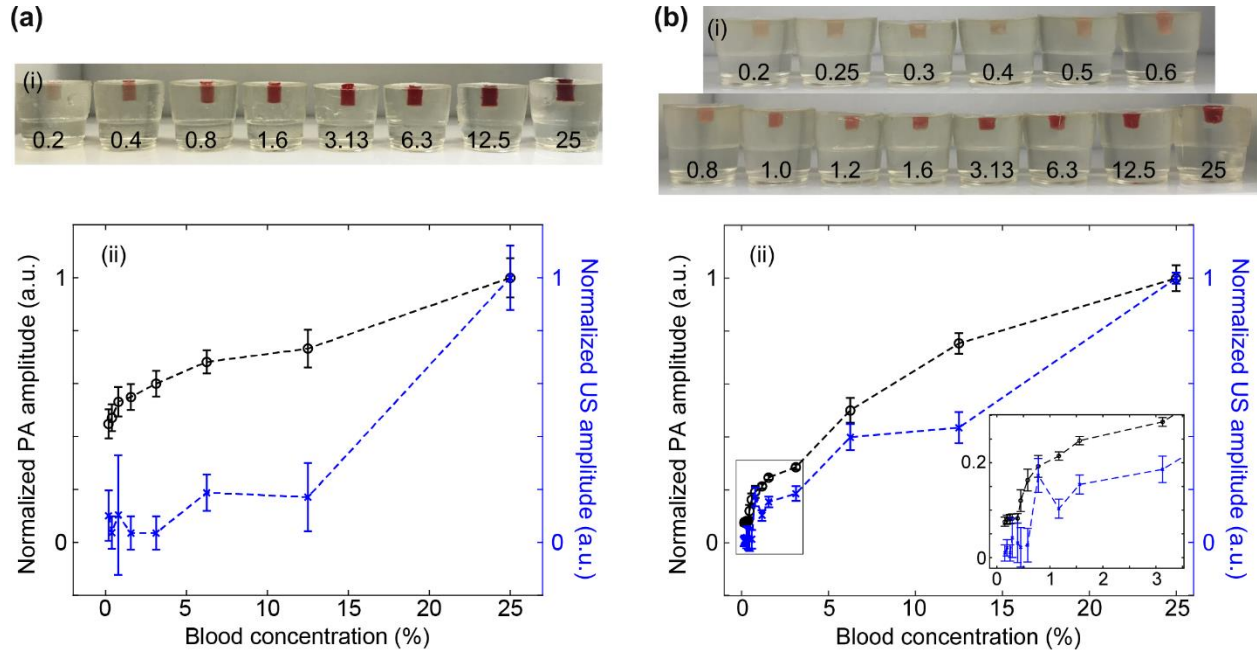 (a)
(i)
0.2 0.4 0.8 1.6 3.13 6.3 12.5 25
(ii)
1
0
1
0
Normalized PA amplitude (a.u.)
Normalized US amplitude (a.u.)
0 5 10 15 20 25
Blood concentration (%)
(b)
(i)
0.2 0.25 0.3 0.4 0.5 0.6
0.8 1.0 1.2 1.6 3.13 6.3 12.5 25
(ii)
1
0
1
0
Normalized PA amplitude (a.u.)
Normalized US amplitude (a.u.)
0.2
0
0 1 2 3
0 5 10 15 20 25
Blood concentration (%)